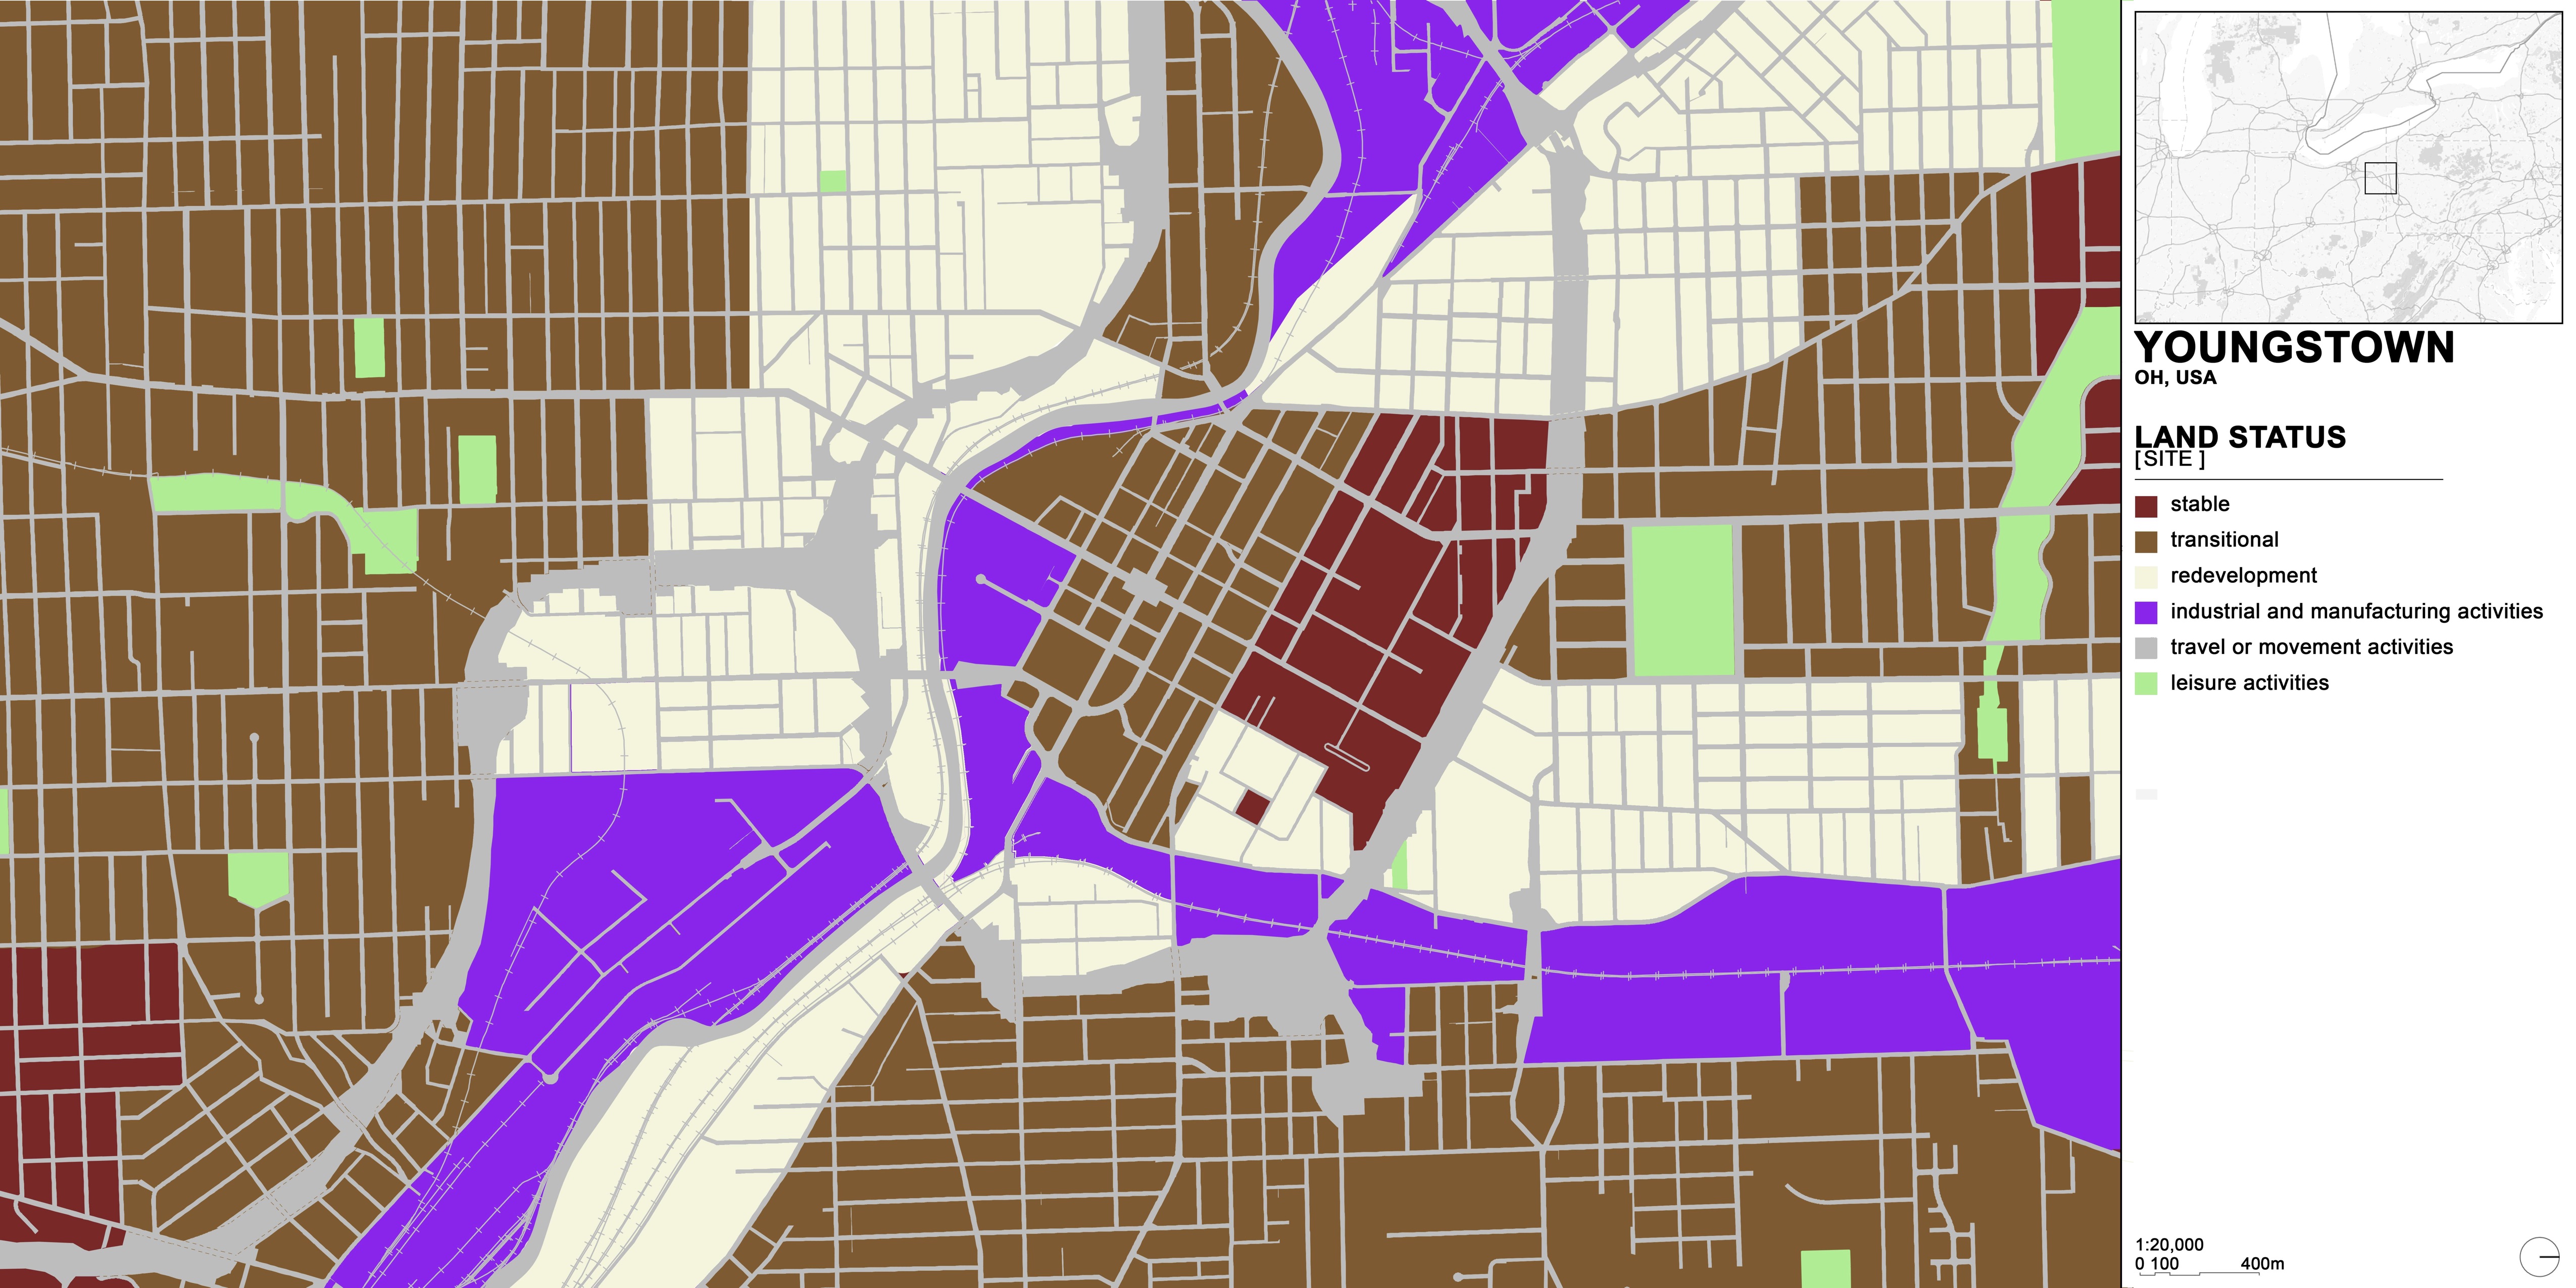 YOUNGSTOWN
OH, USA
LAND STATUS
[SITE ]
stable
transitional
redevelopment
industrial and manufacturing activities
travel or movement activities
leisure activities
1:20,000
0 100 400m